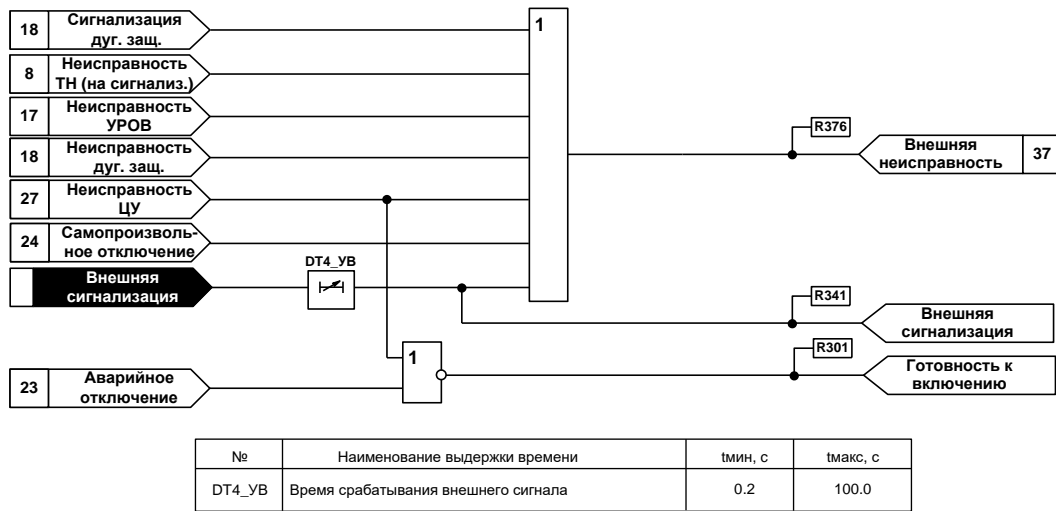 18 Сигнализация
дуг. защ.
8 Неисправность
ТН (на сигнализ.)
17 Неисправность
УРОВ
18 Неисправность
дуг. защ.
27 Неисправность
ЦУ
24 Самопроизволь-
ное отключение
Внешняя
сигнализация
DT4_УВ
1
R376
Внешняя
неисправность 37
R341
Внешняя
сигнализация
23 Аварийное
отключение
1
R301
Готовность к
включению
№ Наименование выдержки времени tмин, с tмакс, с
DT4_УВ Время срабатывания внешнего сигнала 0.2 100.0